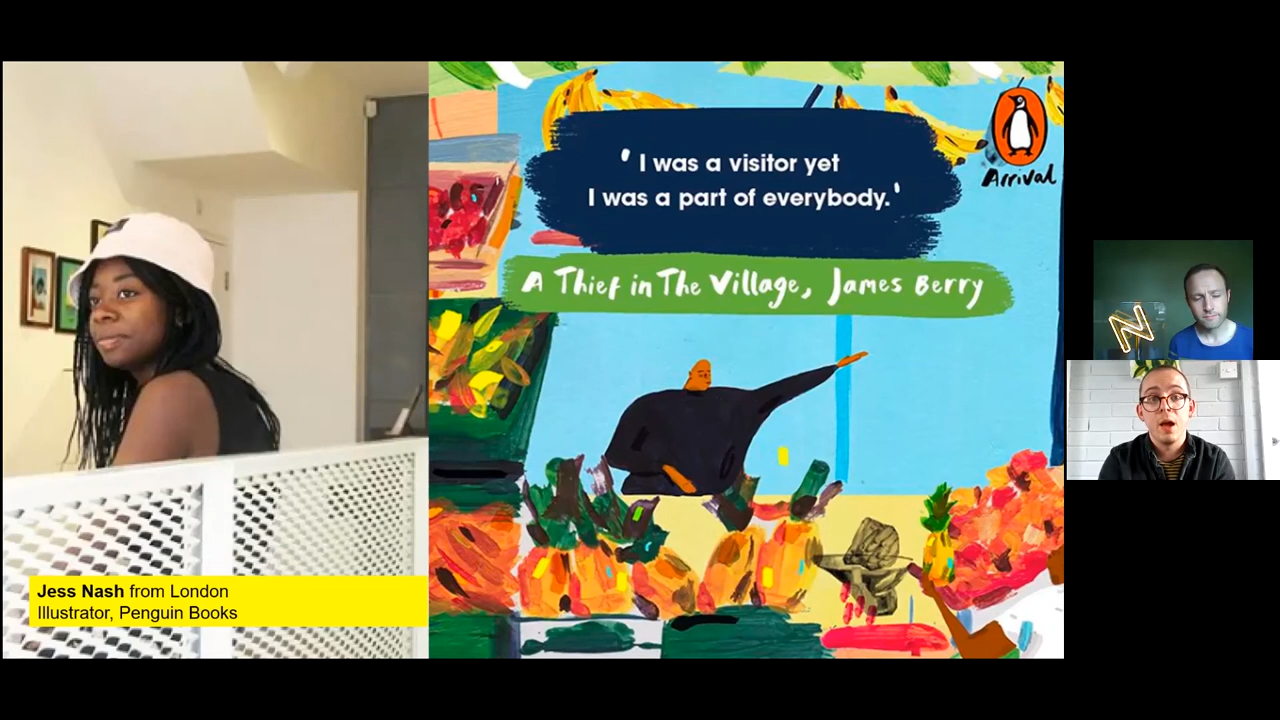 ' I was a visitor yet
I was a part of everybody.'
A Thief in The Village, James Berry
Arrival
Jess Nash from London
Illustrator, Penguin Books
N